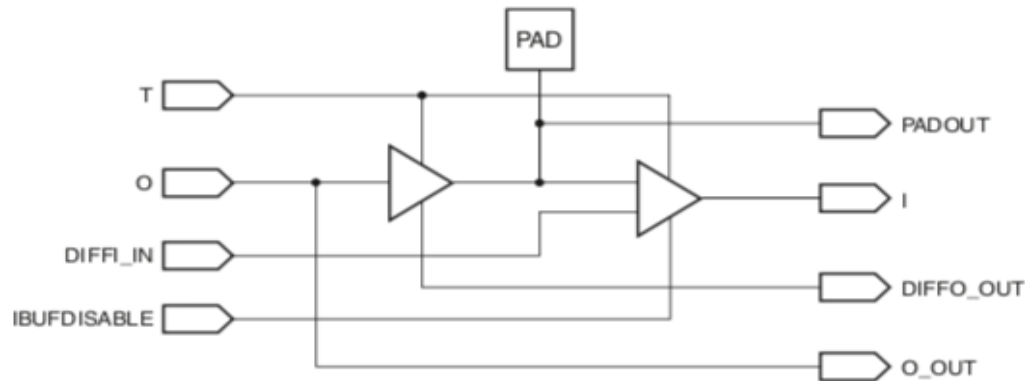 PAD
T
PADOUT
O
I
DIFFI_IN
DIFFO_OUT
IBUFDISABLE
O_OUT